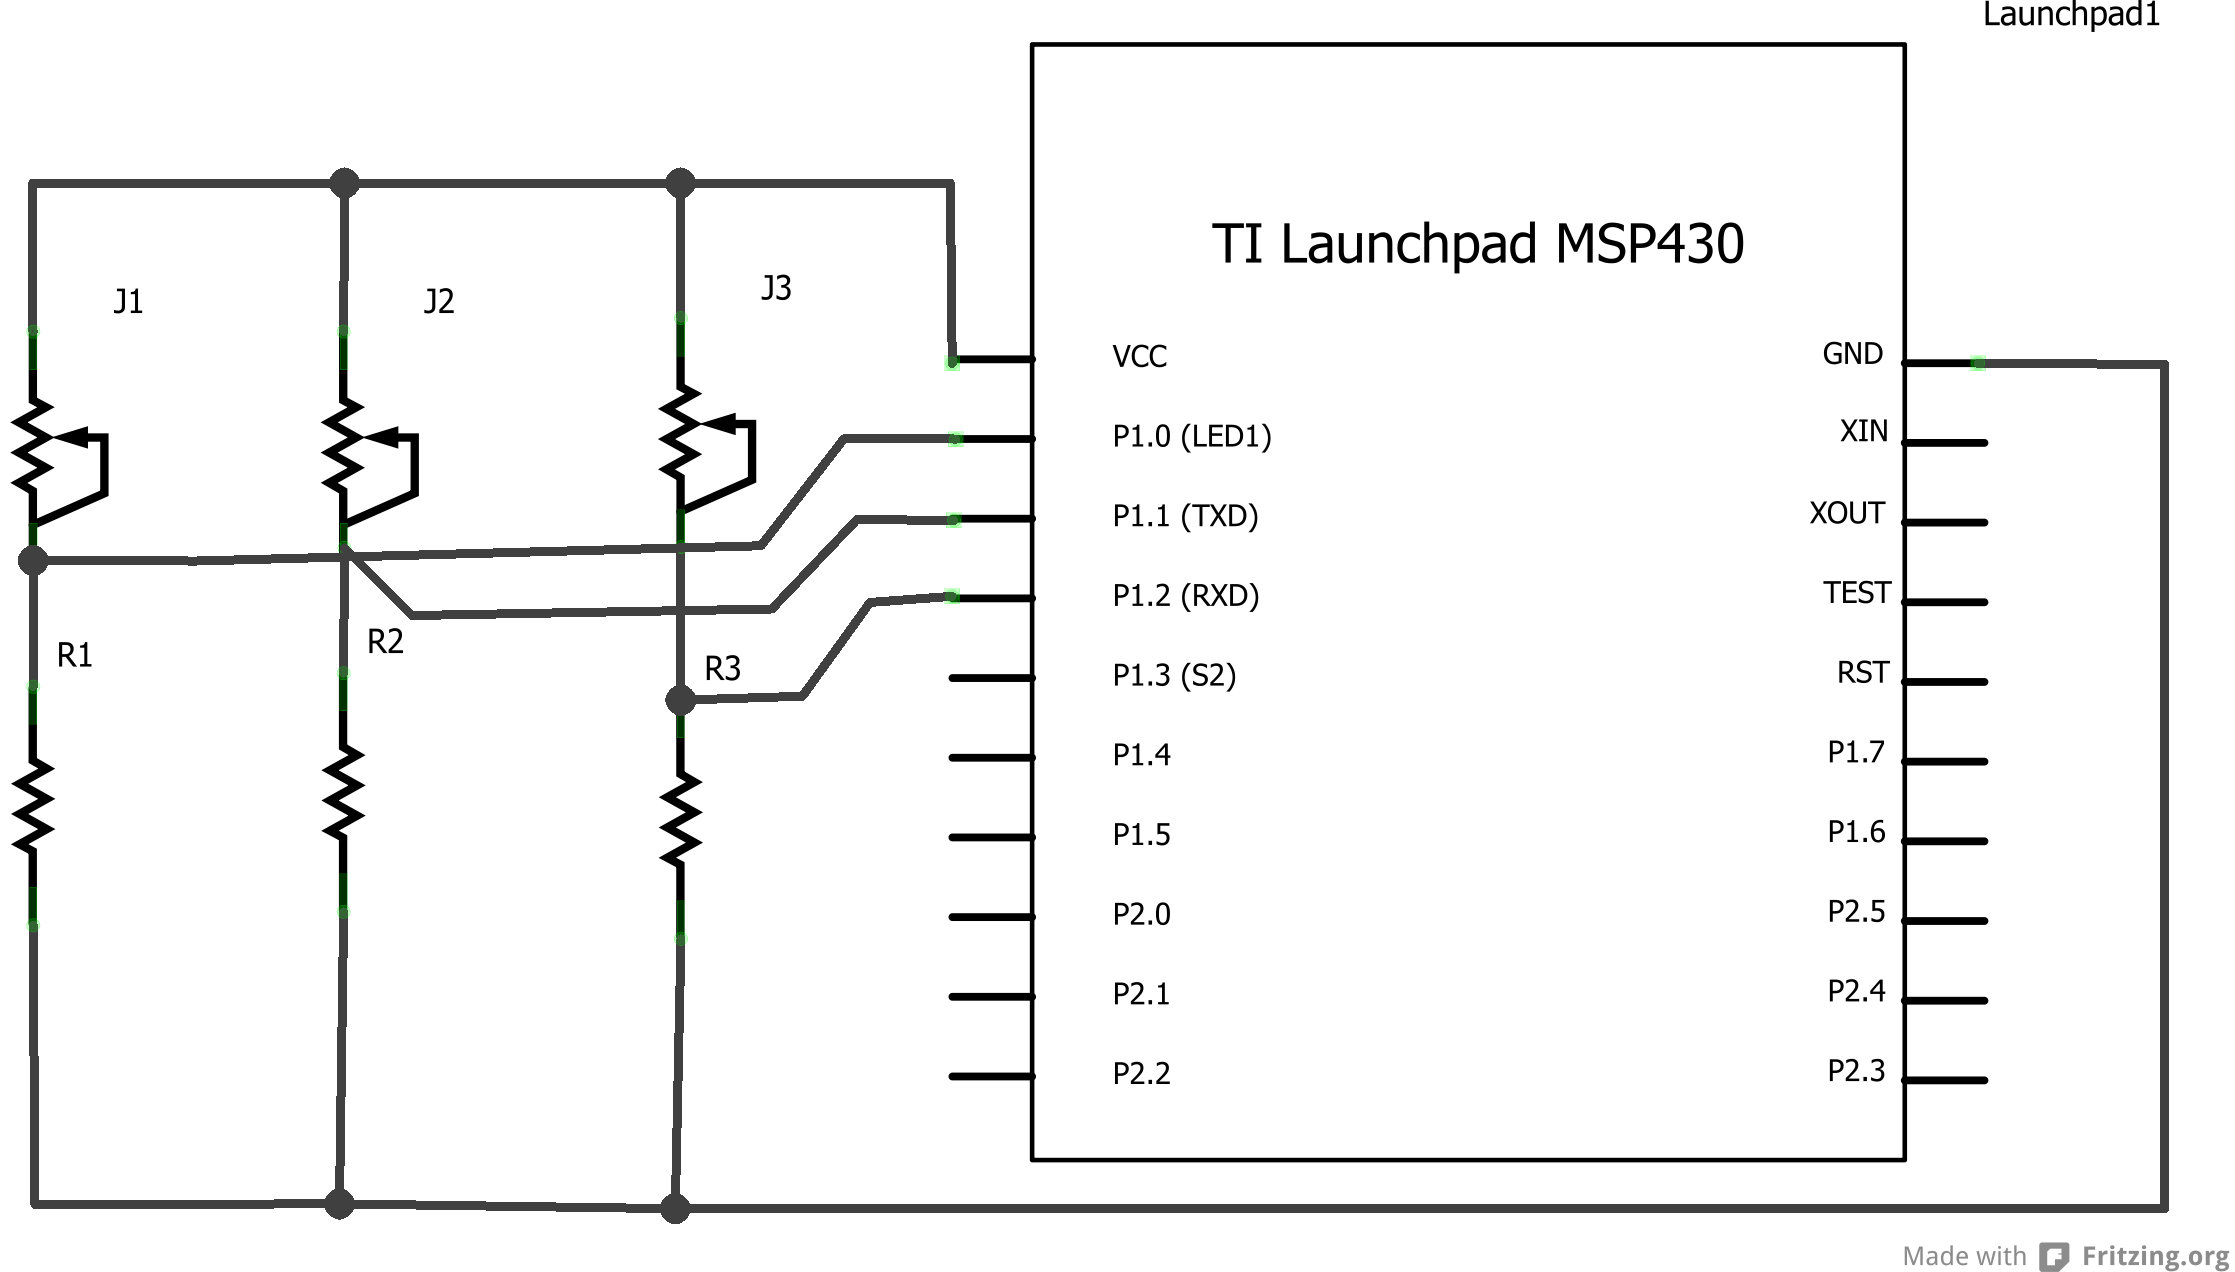 Launchpad1
TI Launchpad MSP430
J1
J2
J3
VCC
GND
P1.0 (LED1)
XIN
P1.1 (TXD)
XOUT
P1.2 (RXD)
TEST
R1
R2
R3
P1.3 (S2)
RST
P1.4
P1.7
P1.5
P1.6
P2.0
P2.5
P2.1
P2.4
P2.2
P2.3
Made with Fritzing.org